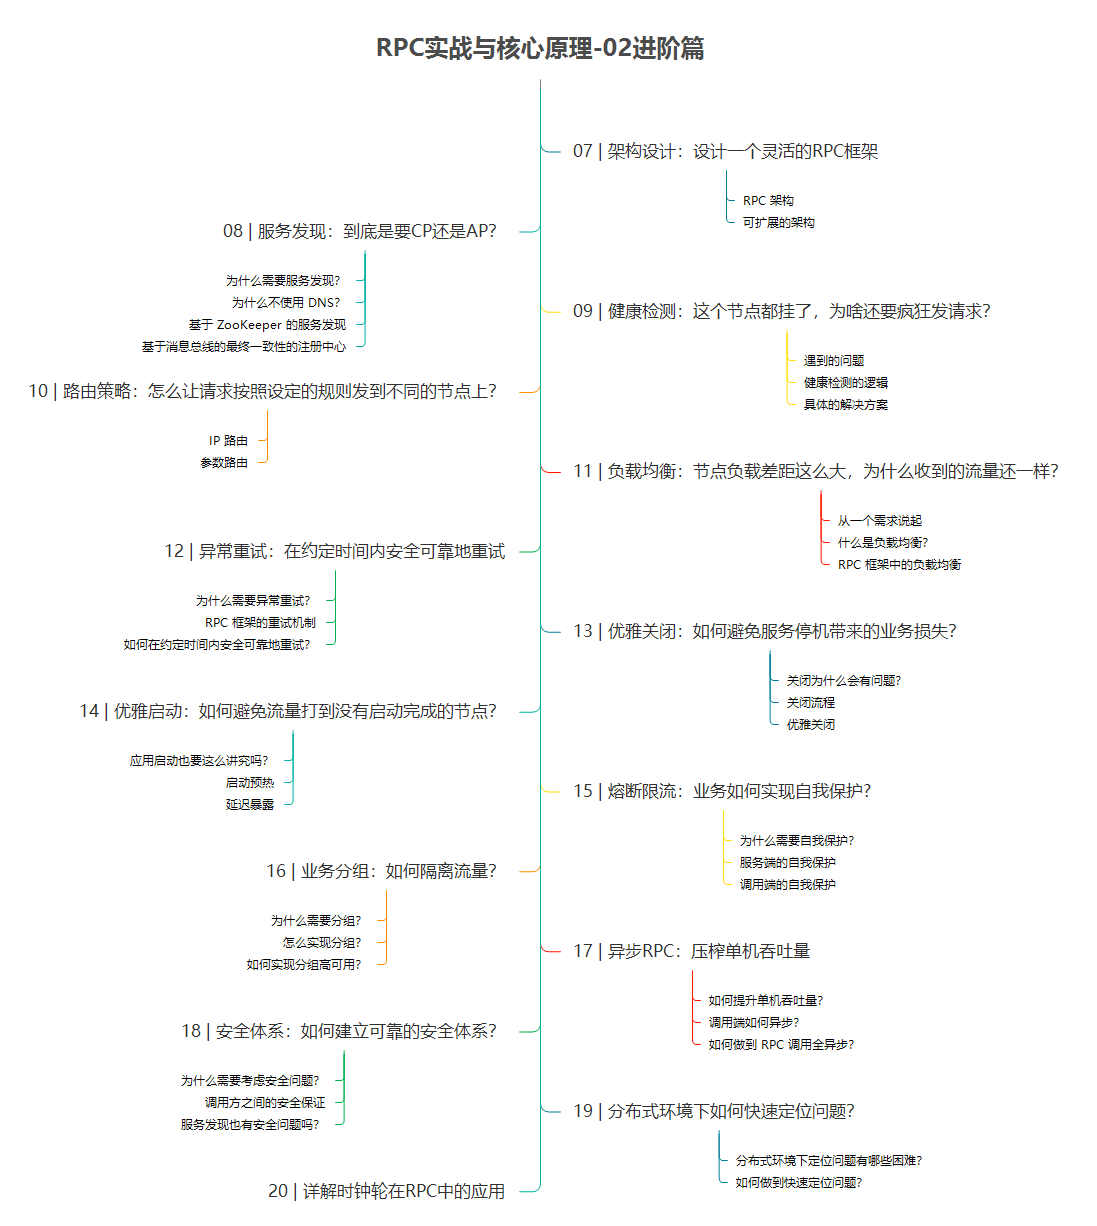 RPC实战与核心原理-02进阶篇
07 | 架构设计：设计一个灵活的RPC框架
RPC 架构
可扩展的架构
08 | 服务发现：到底是要CP还是AP？
为什么需要服务发现？
为什么不使用 DNS？
基于 ZooKeeper 的服务发现
基于消息总线的最终一致性的注册中心
09 | 健康检测：这个节点都挂了，为啥还要疯狂发请求？
遇到的问题
健康检测的逻辑
具体的解决方案
10 | 路由策略：怎么让请求按照设定的规则发到不同的节点上？
IP 路由
参数路由
11 | 负载均衡：节点负载差距这么大，为什么收到的流量还一样？
从一个需求说起
什么是负载均衡？
RPC 框架中的负载均衡
12 | 异常重试：在约定时间内安全可靠地重试
为什么需要异常重试？
RPC 框架的重试机制
如何在约定时间内安全可靠地重试？
13 | 优雅关闭：如何避免服务停机带来的业务损失？
关闭为什么会有问题？
关闭流程
优雅关闭
14 | 优雅启动：如何避免流量打到没有启动完成的节点？
应用启动也要这么讲究吗？
启动预热
延迟暴露
15 | 熔断限流：业务如何实现自我保护？
为什么需要自我保护？
服务端的自我保护
调用端的自我保护
16 | 业务分组：如何隔离流量？
为什么需要分组？
怎么实现分组？
如何实现分组高可用？
17 | 异步RPC：压榨单机吞吐量
如何提升单机吞吐量？
调用端如何异步？
如何做到 RPC 调用全异步？
18 | 安全体系：如何建立可靠的安全体系？
为什么需要考虑安全问题？
调用方之间的安全保证
服务发现也有安全问题吗？
19 | 分布式环境下如何快速定位问题？
分布式环境下定位问题有哪些困难？
如何做到快速定位问题？
20 | 详解时钟轮在RPC中的应用